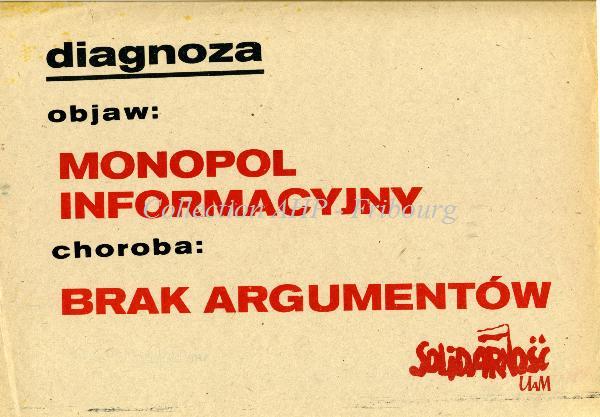 diagnoza
objaw:
MONOPOL
INFORMACYJNY
Collection AHP - Fribourg
choroba:
BRAK ARGUMENTÓW
SOLIDARNOŚĆ
UAM